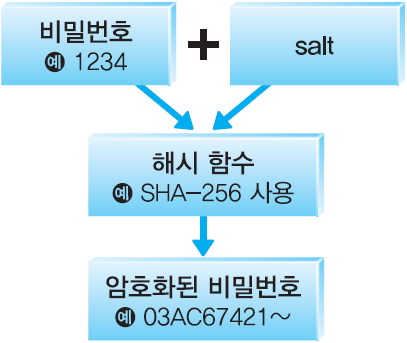 비밀번호
예 1234
+
salt
해시 함수
예 SHA-256 사용
암호화된 비밀번호
예 03AC67421~